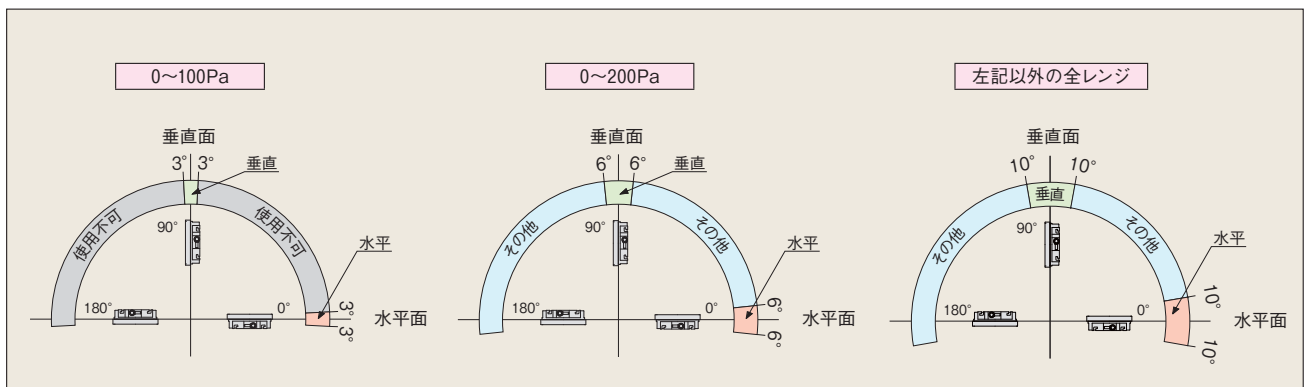 0〜100Pa
垂直面
3° 3°
垂直
使用不可
使用不可
90°
水平
180°
0°
3°
3°
水平面
0〜200Pa
垂直面
6° 6°
垂直
その他
その他
90°
水平
180°
0°
6°
6°
水平面
左記以外の全レンジ
垂直面
10° 10°
垂直
その他
その他
90°
水平
180°
0°
10°
10°
水平面